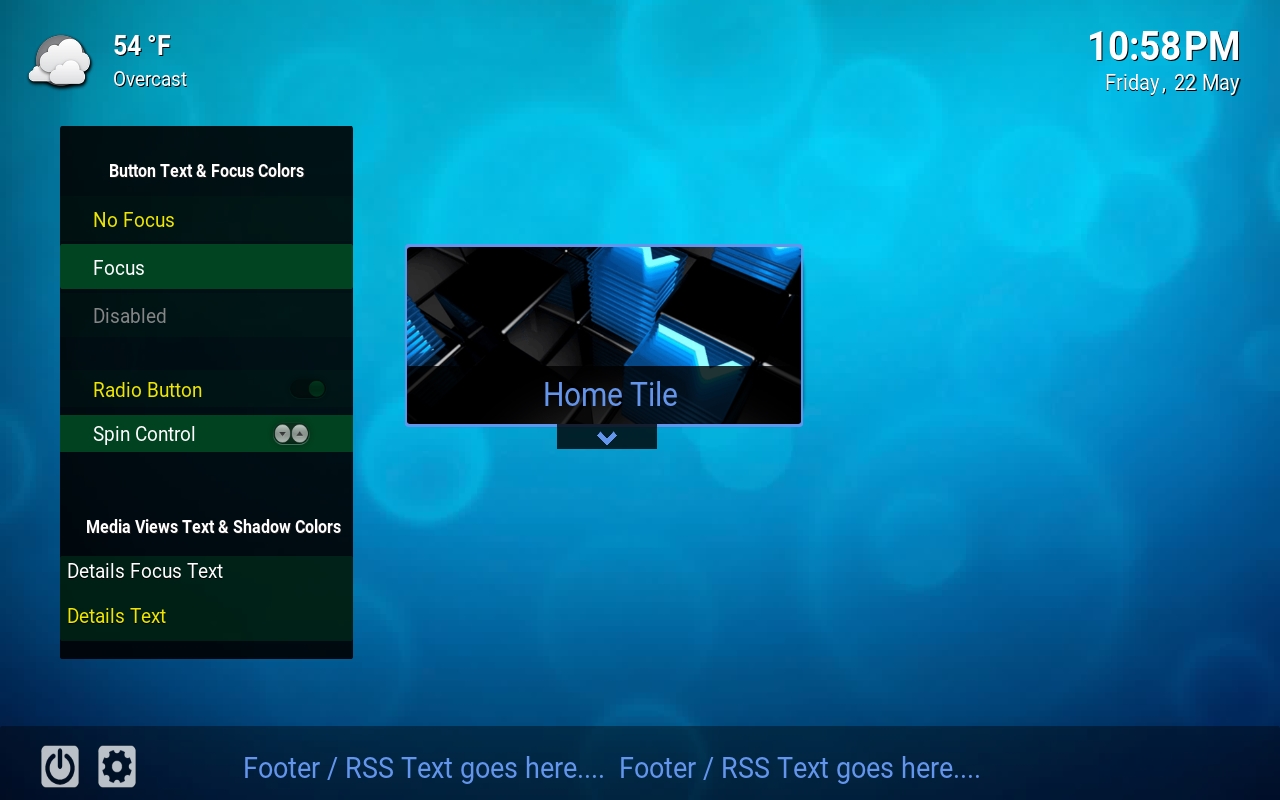 54 °F
Overcast
10:58PM
Friday, 22 May
Button Text & Focus Colors
No Focus
Focus
Disabled
Radio Button
Spin Control
Media Views Text & Shadow Colors
Details Focus Text
Details Text
Home Tile
Footer / RSS Text goes here.... Footer / RSS Text goes here....